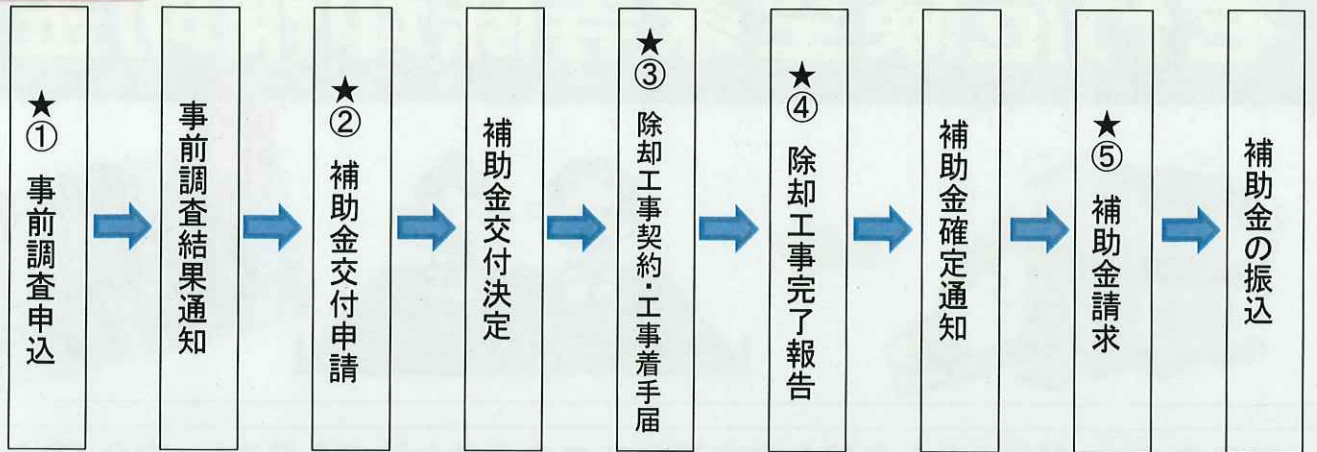 ★① 事前調査申込
事前調査結果通知
★② 補助金交付申請
補助金交付決定
★③ 除却工事契約・工事着手届
★④ 除却工事完了報告
補助金確定通知
★⑤ 補助金請求
補助金の振込